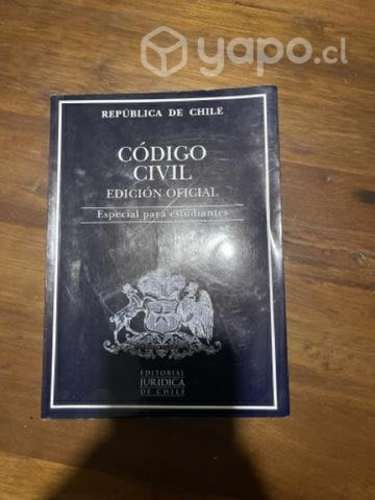 yapo.cl
REPÚBLICA DE CHILE
CÓDIGO
CIVIL
EDICIÓN OFICIAL
Especial para estudiantes
EDITORIAL
JURIDICA
DE CHILE